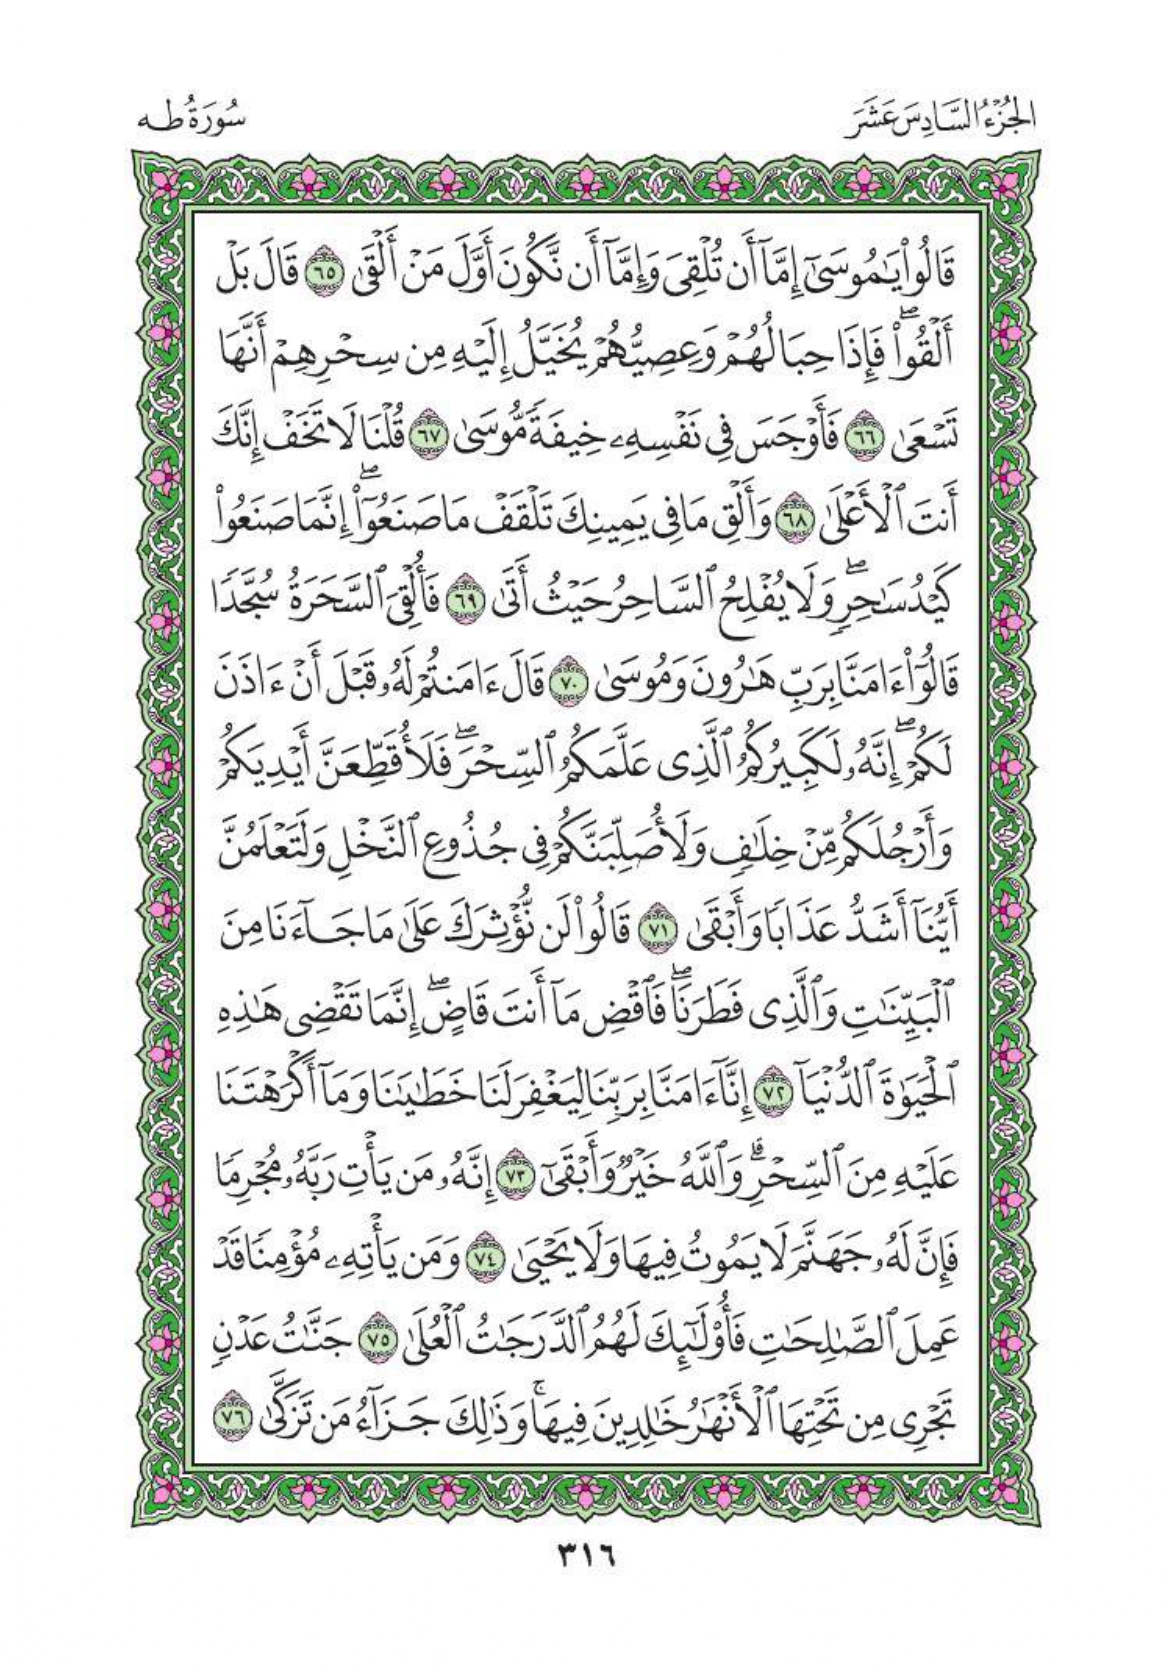 الجُزْءُ السَّادِسَ عَشَرَ
سُورَةُ طه
قَالُواْ يَٰمُوسَىٰٓ إِمَّآ أَن تُلْقِىَ وَإِمَّآ أَن نَّكُونَ أَوَّلَ مَنْ أَلْقَىٰ ٦٥ قَالَ بَلْ
أَلْقُواْۖ فَإِذَا حِبَالُهُمْ وَعِصِيُّهُمْ يُخَيَّلُ إِلَيْهِ مِن سِحْرِهِمْ أَنَّهَا
تَسْعَىٰ ٦٦ فَأَوْجَسَ فِى نَفْسِهِۦ خِيفَةً مُّوسَىٰ ٦٧ قُلْنَا لَا تَخَفْ إِنَّكَ
أَنتَ ٱلْأَعْلَىٰ ٦٨ وَأَلْقِ مَا فِى يَمِينِكَ تَلْقَفْ مَا صَنَعُوٓاْۖ إِنَّمَا صَنَعُواْ
كَيْدُ سَٰحِرٍۖ وَلَا يُفْلِحُ ٱلسَّاحِرُ حَيْثُ أَتَىٰ ٦٩ فَأُلْقِىَ ٱلسَّحَرَةُ سُجَّدًا
قَالُوٓاْ ءَامَنَّا بِرَبِّ هَٰرُونَ وَمُوسَىٰ ٧٠ قَالَ ءَامَنتُمْ لَهُۥ قَبْلَ أَنْ ءَاذَنَ
لَكُمْۖ إِنَّهُۥ لَكَبِيرُكُمُ ٱلَّذِى عَلَّمَكُمُ ٱلسِّحْرَۖ فَلَأُقَطِّعَنَّ أَيْدِيَكُمْ
وَأَرْجُلَكُم مِّنْ خِلَٰفٍ وَلَأُصَلِّبَنَّكُمْ فِى جُذُوعِ ٱلنَّخْلِ وَلَتَعْلَمُنَّ
أَيُّنَآ أَشَدُّ عَذَابًا وَأَبْقَىٰ ٧١ قَالُواْ لَن نُّؤْثِرَكَ عَلَىٰ مَا جَآءَنَا مِنَ
ٱلْبَيِّنَٰتِ وَٱلَّذِى فَطَرَنَاۖ فَٱقْضِ مَآ أَنتَ قَاضٍۖ إِنَّمَا تَقْضِى هَٰذِهِ
ٱلْحَيَوٰةَ ٱلدُّنْيَآ ٧٢ إِنَّآ ءَامَنَّا بِرَبِّنَا لِيَغْفِرَ لَنَا خَطَٰيَٰنَا وَمَآ أَكْرَهْتَنَا
عَلَيْهِ مِنَ ٱلسِّحْرِۗ وَٱللَّهُ خَيْرٌ وَأَبْقَىٰٓ ٧٣ إِنَّهُۥ مَن يَأْتِ رَبَّهُۥ مُجْرِمًا
فَإِنَّ لَهُۥ جَهَنَّمَ لَا يَمُوتُ فِيهَا وَلَا يَحْيَىٰ ٧٤ وَمَن يَأْتِهِۦ مُؤْمِنًا قَدْ
عَمِلَ ٱلصَّٰلِحَٰتِ فَأُوْلَٰٓئِكَ لَهُمُ ٱلدَّرَجَٰتُ ٱلْعُلَىٰ ٧٥ جَنَّٰتُ عَدْنٍ
تَجْرِى مِن تَحْتِهَا ٱلْأَنْهَٰرُ خَٰلِدِينَ فِيهَاۚ وَذَٰلِكَ جَزَآءُ مَن تَزَكَّىٰ ٧٦
٣١٦